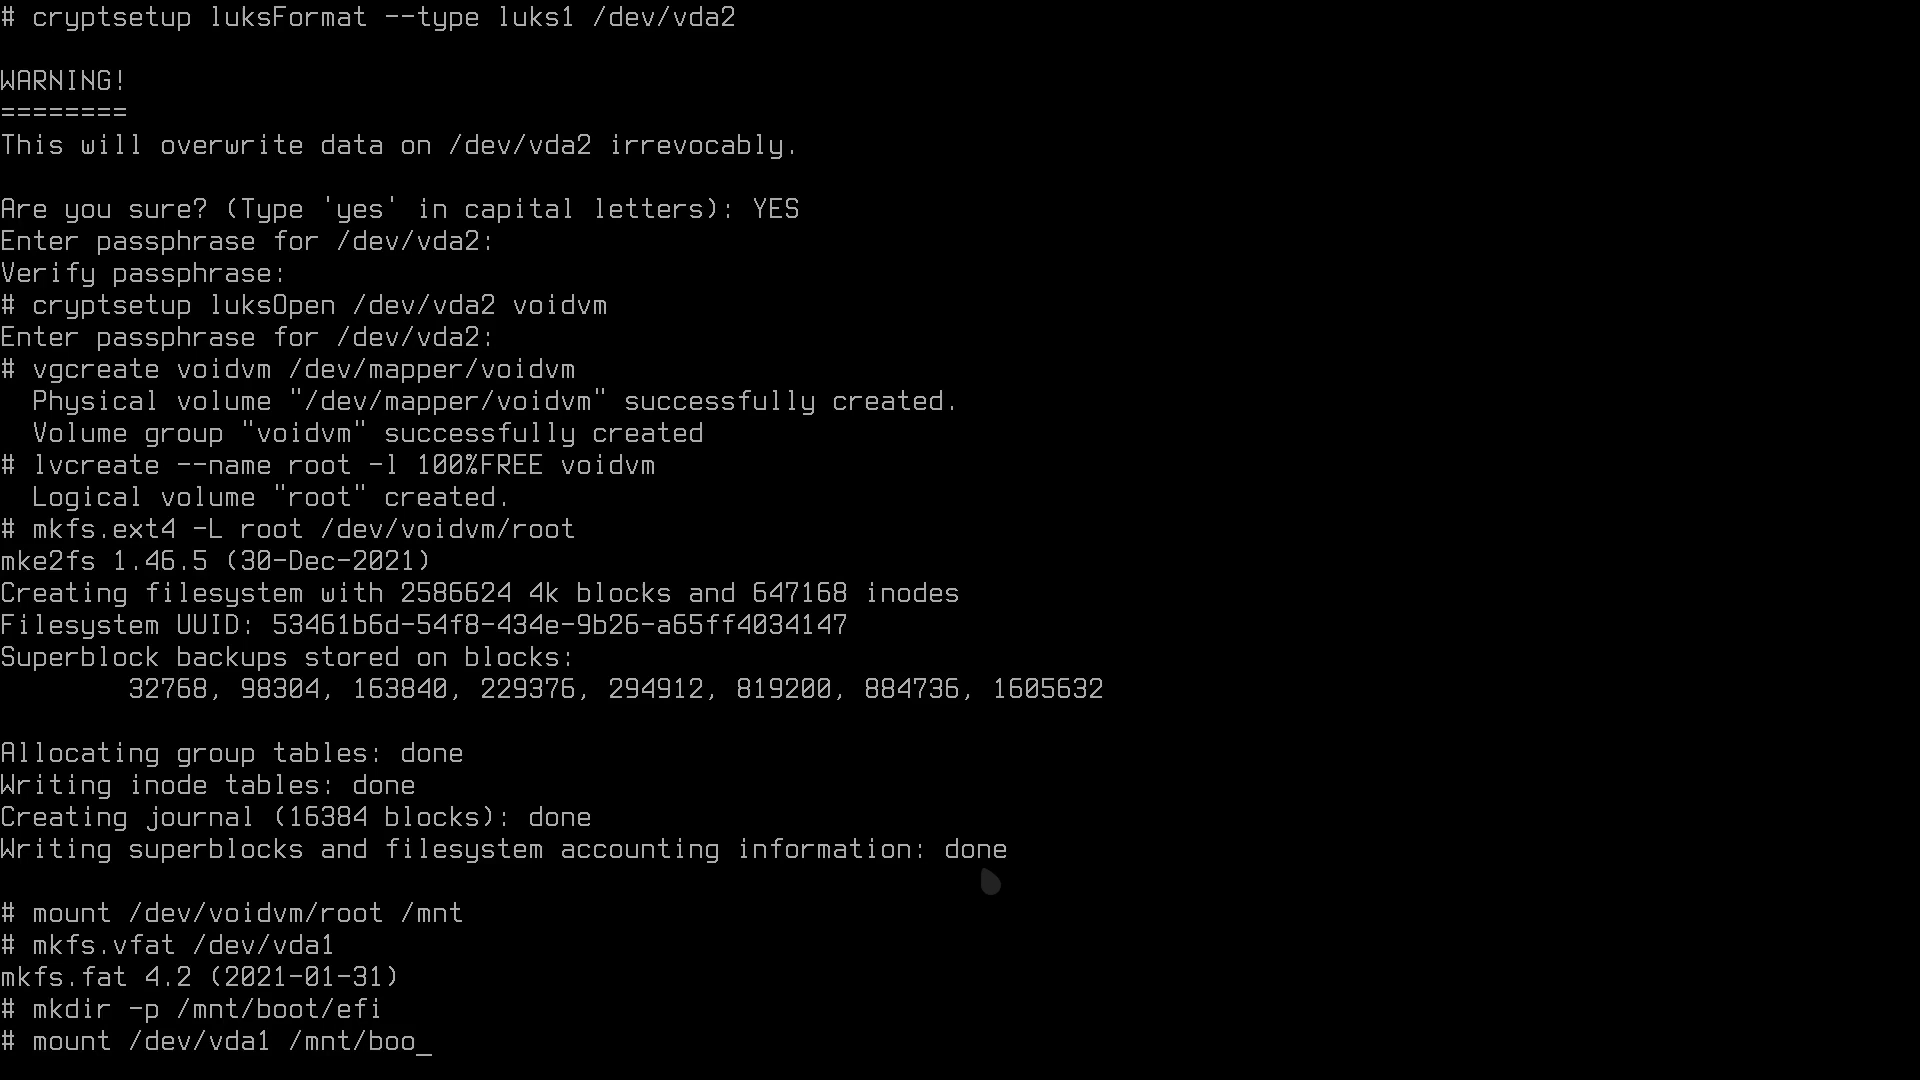 # cryptsetup luksFormat --type luks1 /dev/vda2
WARNING!
========
This will overwrite data on /dev/vda2 irrevocably.
Are you sure? (Type 'yes' in capital letters): YES
Enter passphrase for /dev/vda2:
Verify passphrase:
# cryptsetup luksOpen /dev/vda2 voidvm
Enter passphrase for /dev/vda2:
# vgcreate voidvm /dev/mapper/voidvm
  Physical volume "/dev/mapper/voidvm" successfully created.
  Volume group "voidvm" successfully created
# lvcreate --name root -l 100%FREE voidvm
  Logical volume "root" created.
# mkfs.ext4 -L root /dev/voidvm/root
mke2fs 1.46.5 (30-Dec-2021)
Creating filesystem with 2586624 4k blocks and 647168 inodes
Filesystem UUID: 53461b6d-54f8-434e-9b26-a65ff4034147
Superblock backups stored on blocks:
        32768, 98304, 163840, 229376, 294912, 819200, 884736, 1605632
Allocating group tables: done
Writing inode tables: done
Creating journal (16384 blocks): done
Writing superblocks and filesystem accounting information: done
# mount /dev/voidvm/root /mnt
# mkfs.vfat /dev/vda1
mkfs.fat 4.2 (2021-01-31)
# mkdir -p /mnt/boot/efi
# mount /dev/vda1 /mnt/boo_